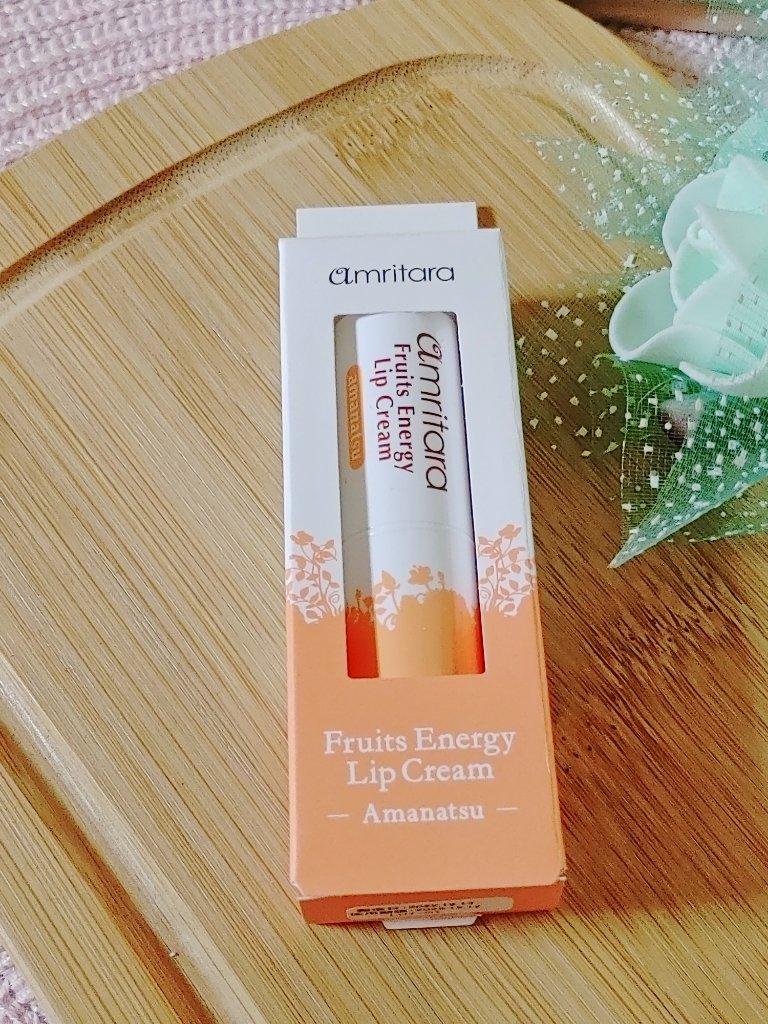 amritara
amritara
Fruits Energy
Lip Cream
amanatsu
Fruits Energy
Lip Cream
— Amanatsu —